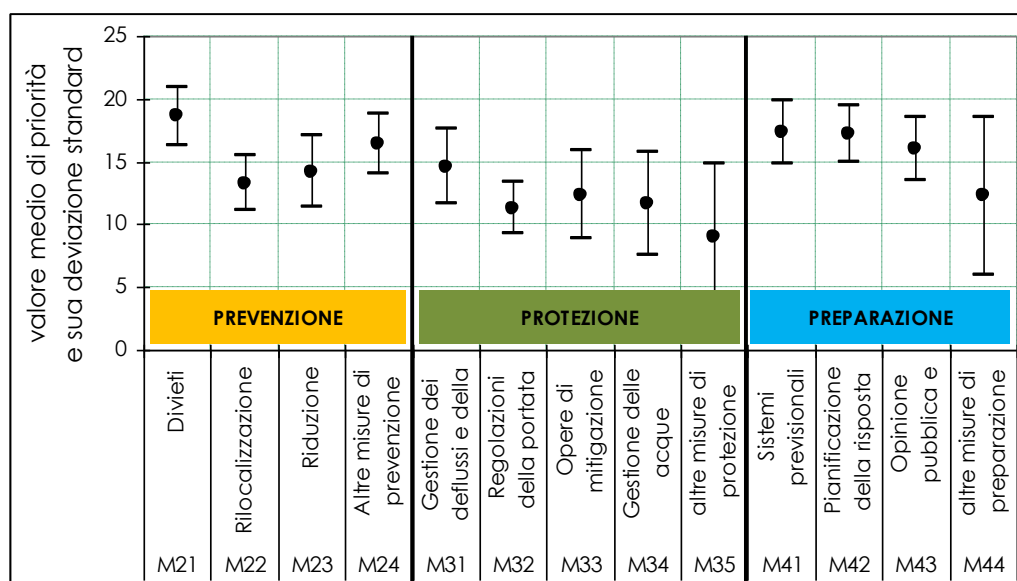 valore medio di priorità
e sua deviazione standard
25
20
15
10
5
0
PREVENZIONE
PROTEZIONE
PREPARAZIONE
Divieti
Rilocalizzazione
Riduzione
Altre misure di
prevenzione
Gestione dei
deflussi e della
Regolazioni
della portata
Opere di
mitigazione
Gestione delle
acque
altre misure di
protezione
Sistemi
previsionali
Pianificazione
della risposta
Opinione
pubblica e
altre misure di
preparazione
M21
M22
M23
M24
M31
M32
M33
M34
M35
M41
M42
M43
M44